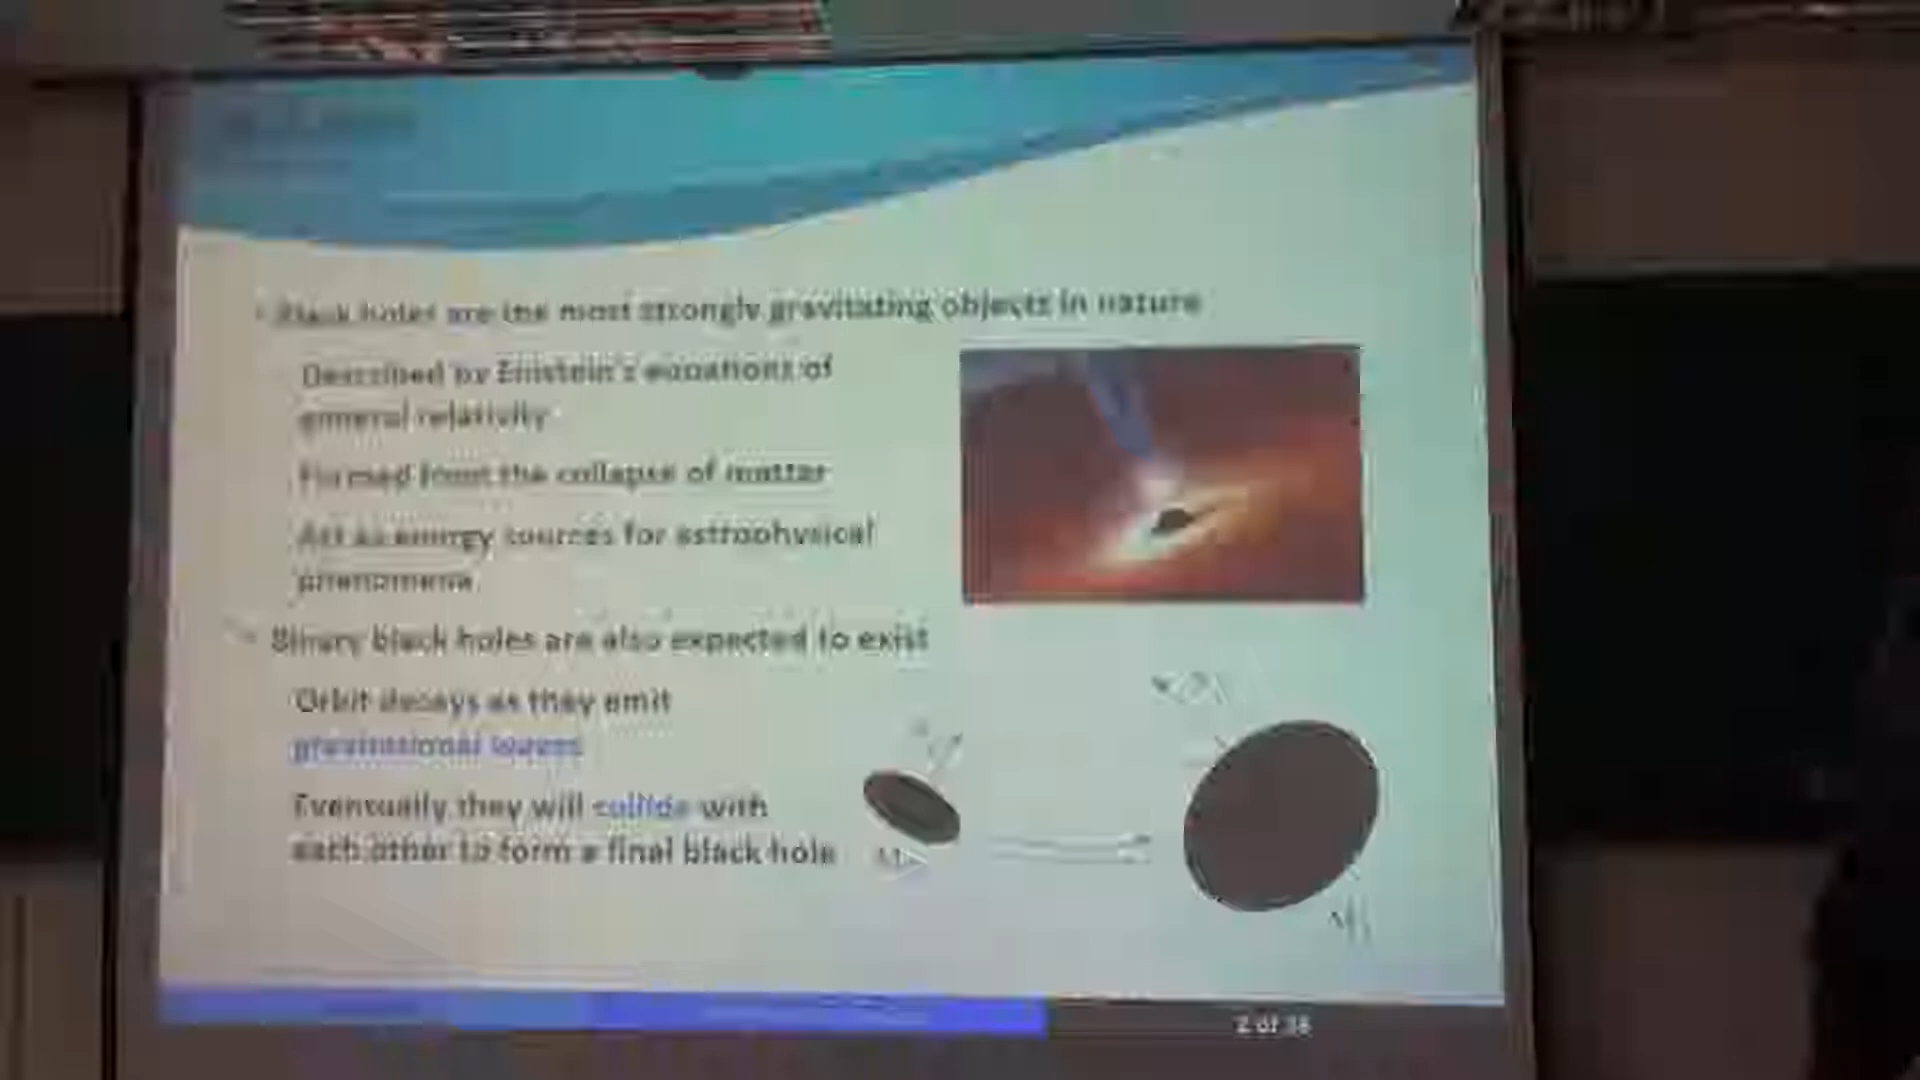 Black holes are the most strongly gravitating objects in nature
Described by Einstein's equations of
general relativity
Formed from the collapse of matter
Act as energy sources for astrophysical
phenomena
Binary black holes are also expected to exist
Orbit decays as they emit
gravitational waves
Eventually they will collide with
each other to form a final black hole
2 of 38